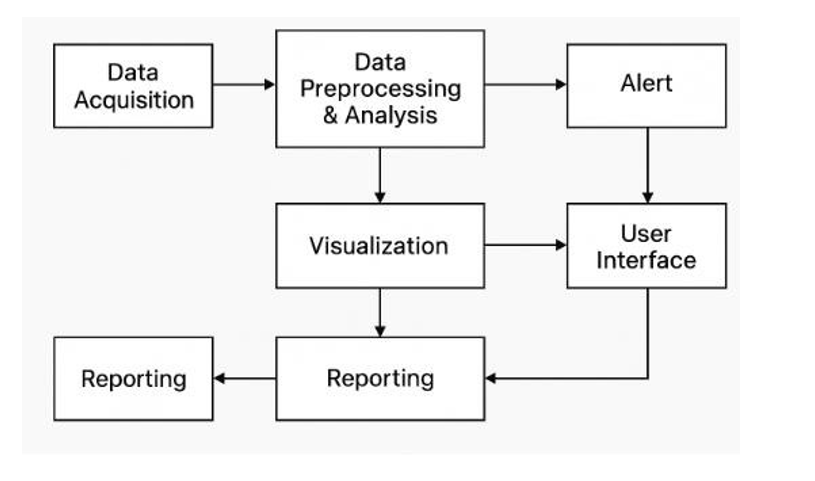 Data
Acquisition
Data
Preprocessing
& Analysis
Alert
Visualization
User
Interface
Reporting
Reporting